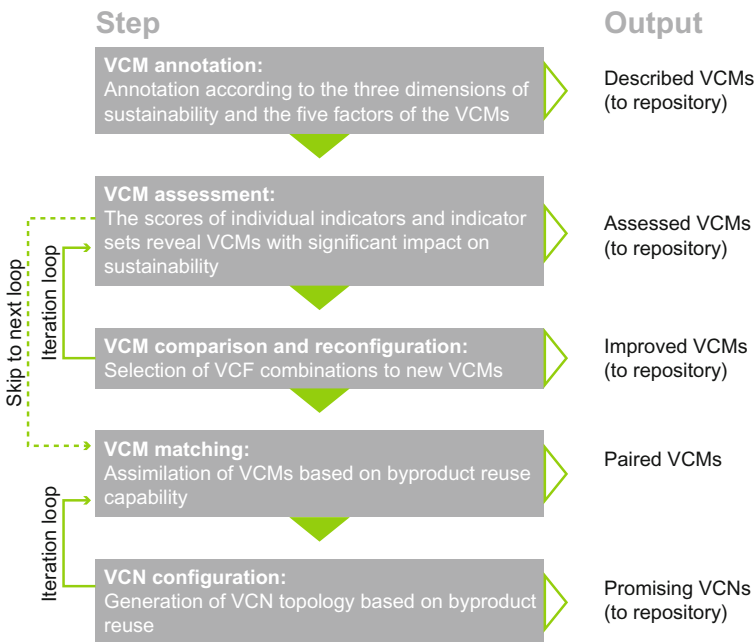 Step
Output
VCM annotation:
Annotation according to the three dimensions of
sustainability and the five factors of the VCMs
Described VCMs
(to repository)
VCM assessment:
The scores of individual indicators and indicator
sets reveal VCMs with significant impact on
sustainability
Assessed VCMs
(to repository)
Skip to next loop
Iteration loop
VCM comparison and reconfiguration:
Selection of VCF combinations to new VCMs
Improved VCMs
(to repository)
VCM matching:
Assimilation of VCMs based on byproduct reuse
capability
Paired VCMs
Iteration loop
VCN configuration:
Generation of VCN topology based on byproduct
reuse
Promising VCNs
(to repository)